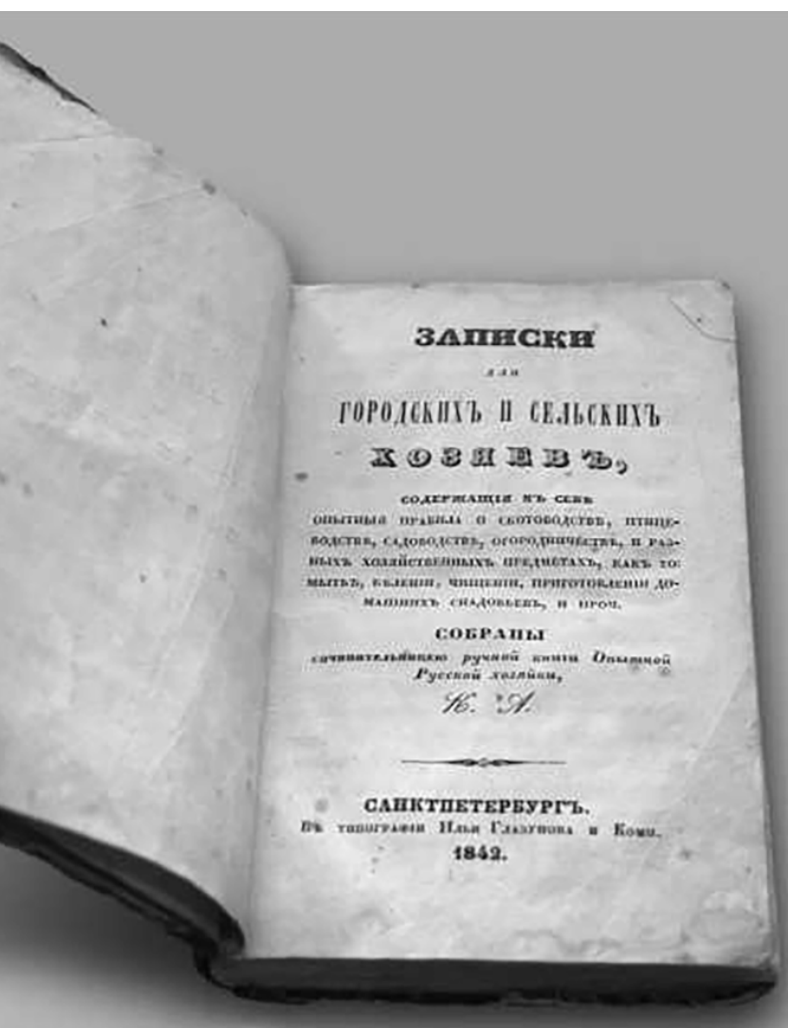 ЗАПИСКИ
для
ГОРОДСКИХЪ И СЕЛЬСКИХЪ
ХОЗЯЕВЪ,
СОДЕРЖАЩІЯ ВЪ СЕБѢ
ОПЫТНЫЯ ПРАВИЛА О СКОТОВОДСТВѢ, ПТИЦЕ-
ВОДСТВѢ, САДОВОДСТВѢ, ОГОРОДНИЧЕСТВѢ, И РАЗ-
НЫХЪ ХОЗЯЙСТВЕННЫХЪ ПРЕДМЕТАХЪ, КАКЪ ТО:
МЫТЬѢ, БѢЛЕНІИ, ЧИЩЕНІИ, ПРИГОТОВЛЕНІИ ДО-
МАШНИХЪ СНАДОБЬЕВЪ, И ПРОЧ.
СОБРАНЫ
сочинительницею ручной книги Опытной
Русской хозяйки,
К. А.
САНКТПЕТЕРБУРГЪ.
Въ типографіи Ильи Глазунова и Комп.
1842.